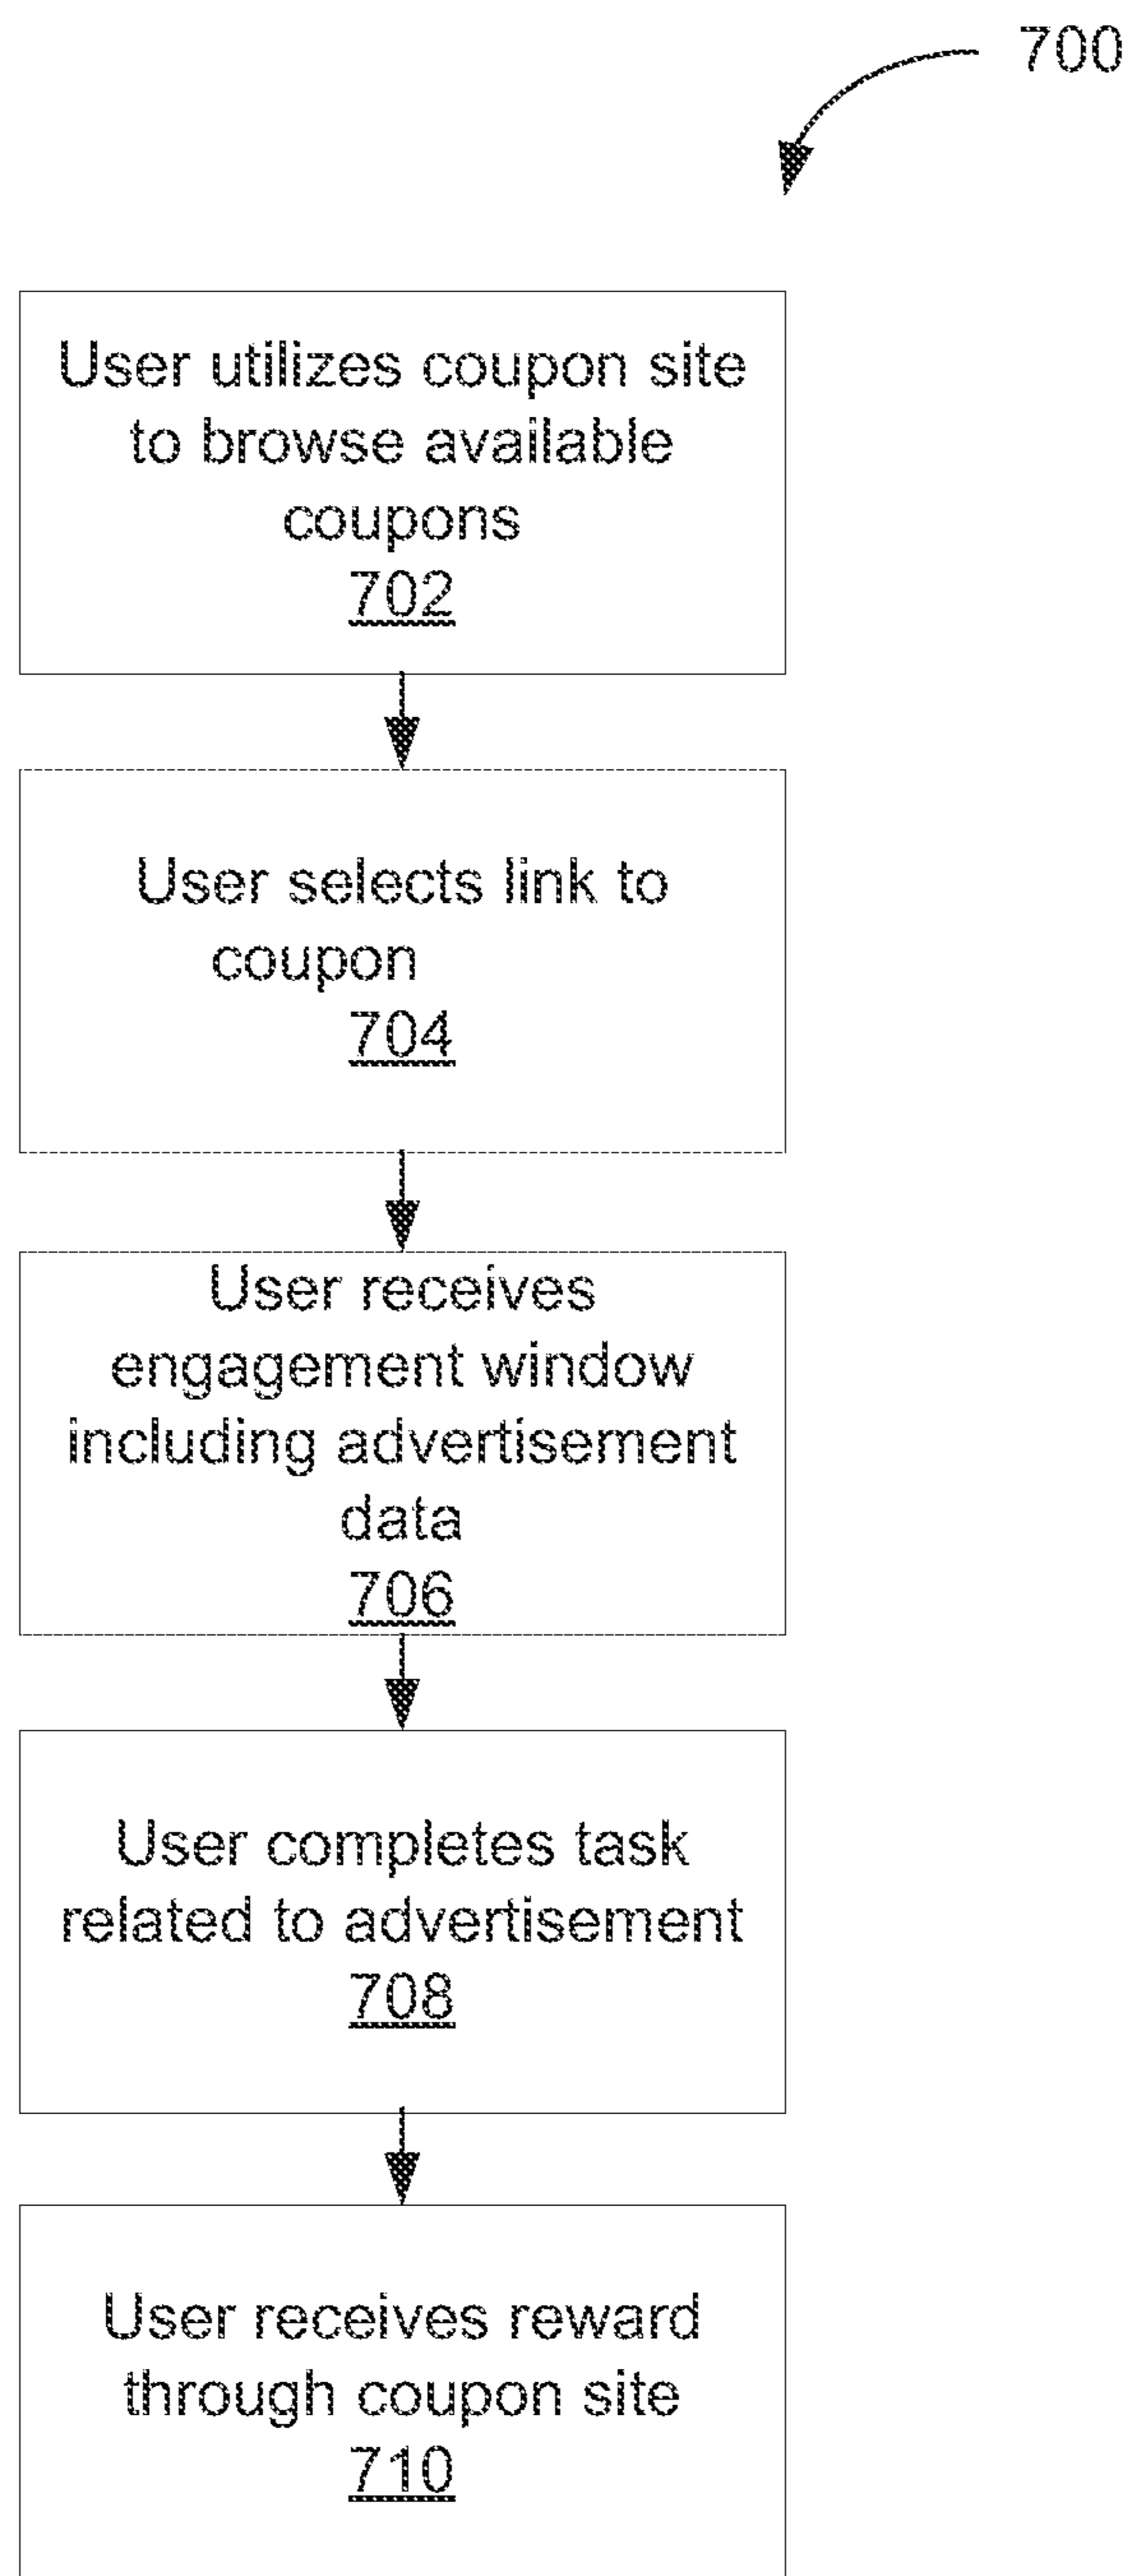 700
User utilizes coupon site
to browse available
coupons
702
User selects link to
coupon
704
User receives
engagement window
including advertisement
data
706
User completes task
related to advertisement
708
User receives reward
through coupon site
710